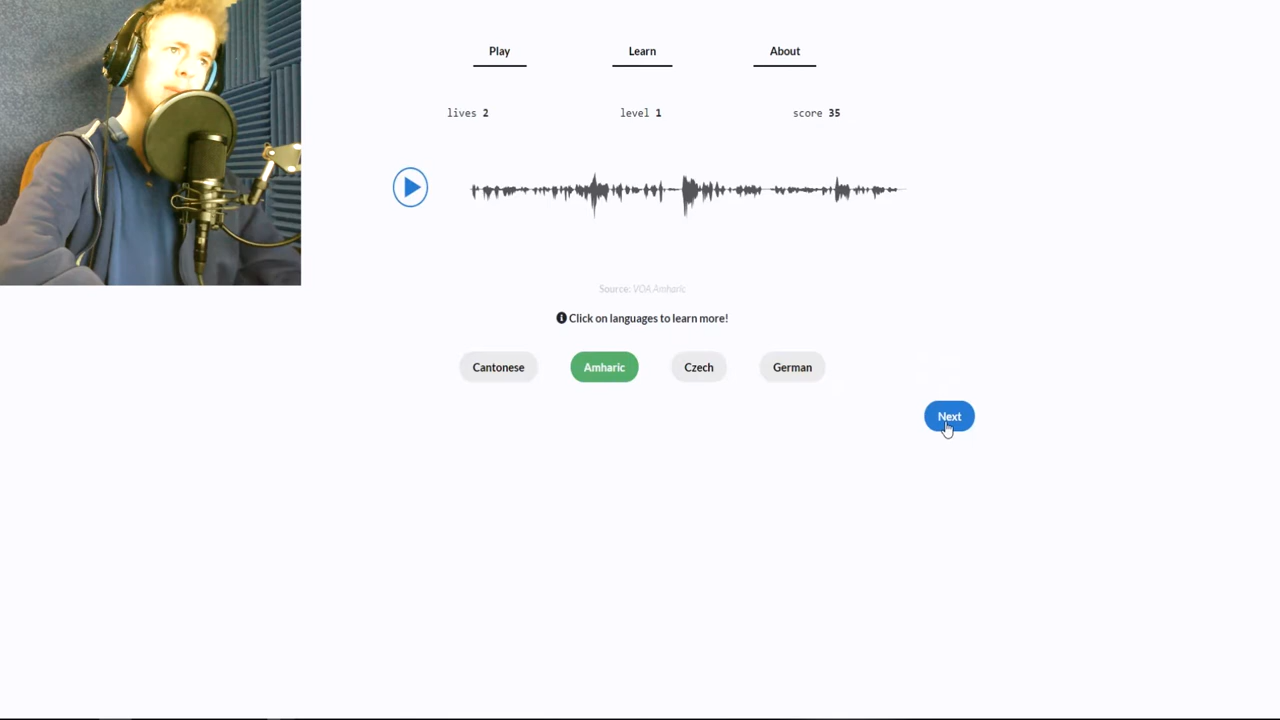 Play Learn About
lives 2 level 1 score 35
Source: VOA Amharic
Click on languages to learn more!
Cantonese Amharic Czech German
Next